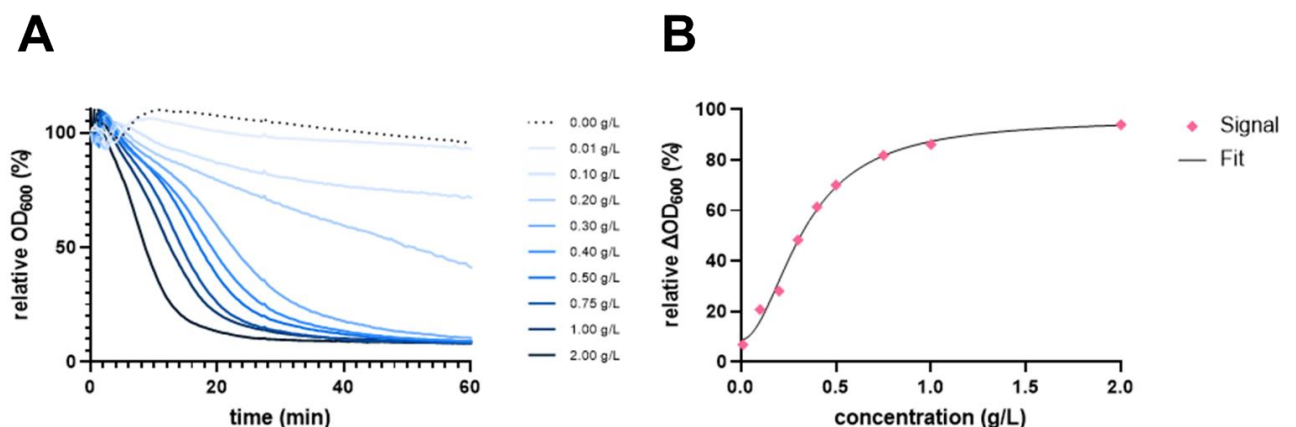 A
relative OD600 (%)
100
50
0
0 20 40 60
time (min)
0.00 g/L
0.01 g/L
0.10 g/L
0.20 g/L
0.30 g/L
0.40 g/L
0.50 g/L
0.75 g/L
1.00 g/L
2.00 g/L
B
relative ΔOD600 (%)
100
80
60
40
20
0
0.0 0.5 1.0 1.5 2.0
concentration (g/L)
Signal
Fit